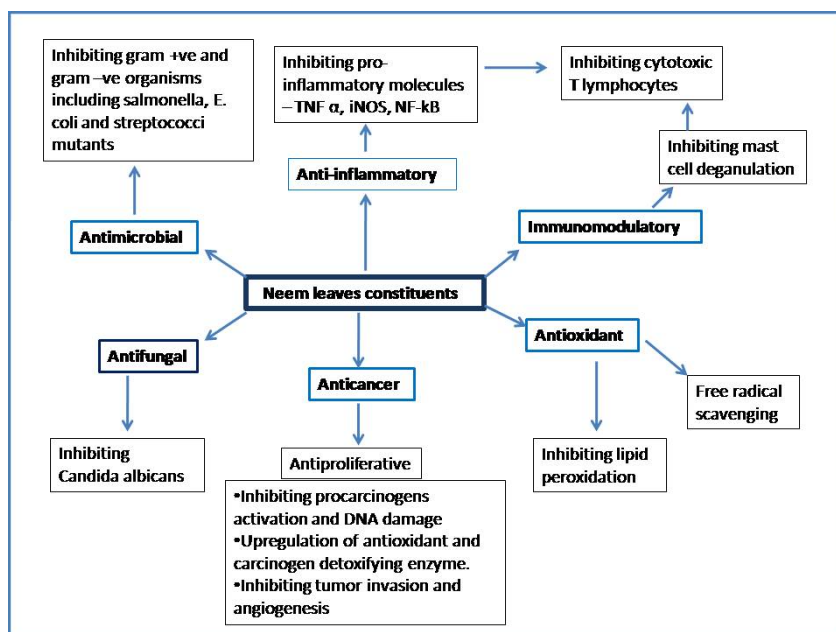 Inhibiting gram +ve and
gram –ve organisms
including salmonella, E.
coli and streptococci
mutants
Inhibiting pro-
inflammatory molecules
–TNF α, iNOS, NF-kB
Inhibiting cytotoxic
T lymphocytes
Inhibiting mast
cell deganulation
Anti-inflammatory
Antimicrobial
Immunomodulatory
Neem leaves constituents
Antifungal
Anticancer
Antioxidant
Free radical
scavenging
Inhibiting
Candida albicans
Antiproliferative
Inhibiting lipid
peroxidation
•Inhibiting procarcinogens
activation and DNA damage
•Upregulation of antioxidant and
carcinogen detoxifying enzyme.
•Inhibiting tumor invasion and
angiogenesis